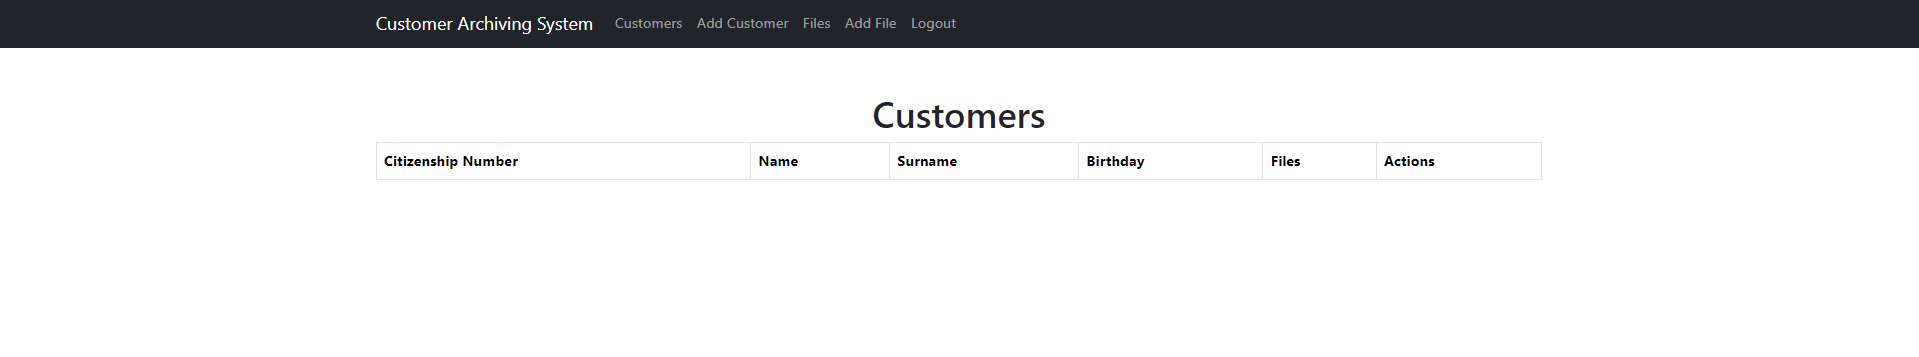 Customer Archiving System Customers Add Customer Files Add File Logout
Customers
Citizenship Number Name Surname Birthday Files Actions